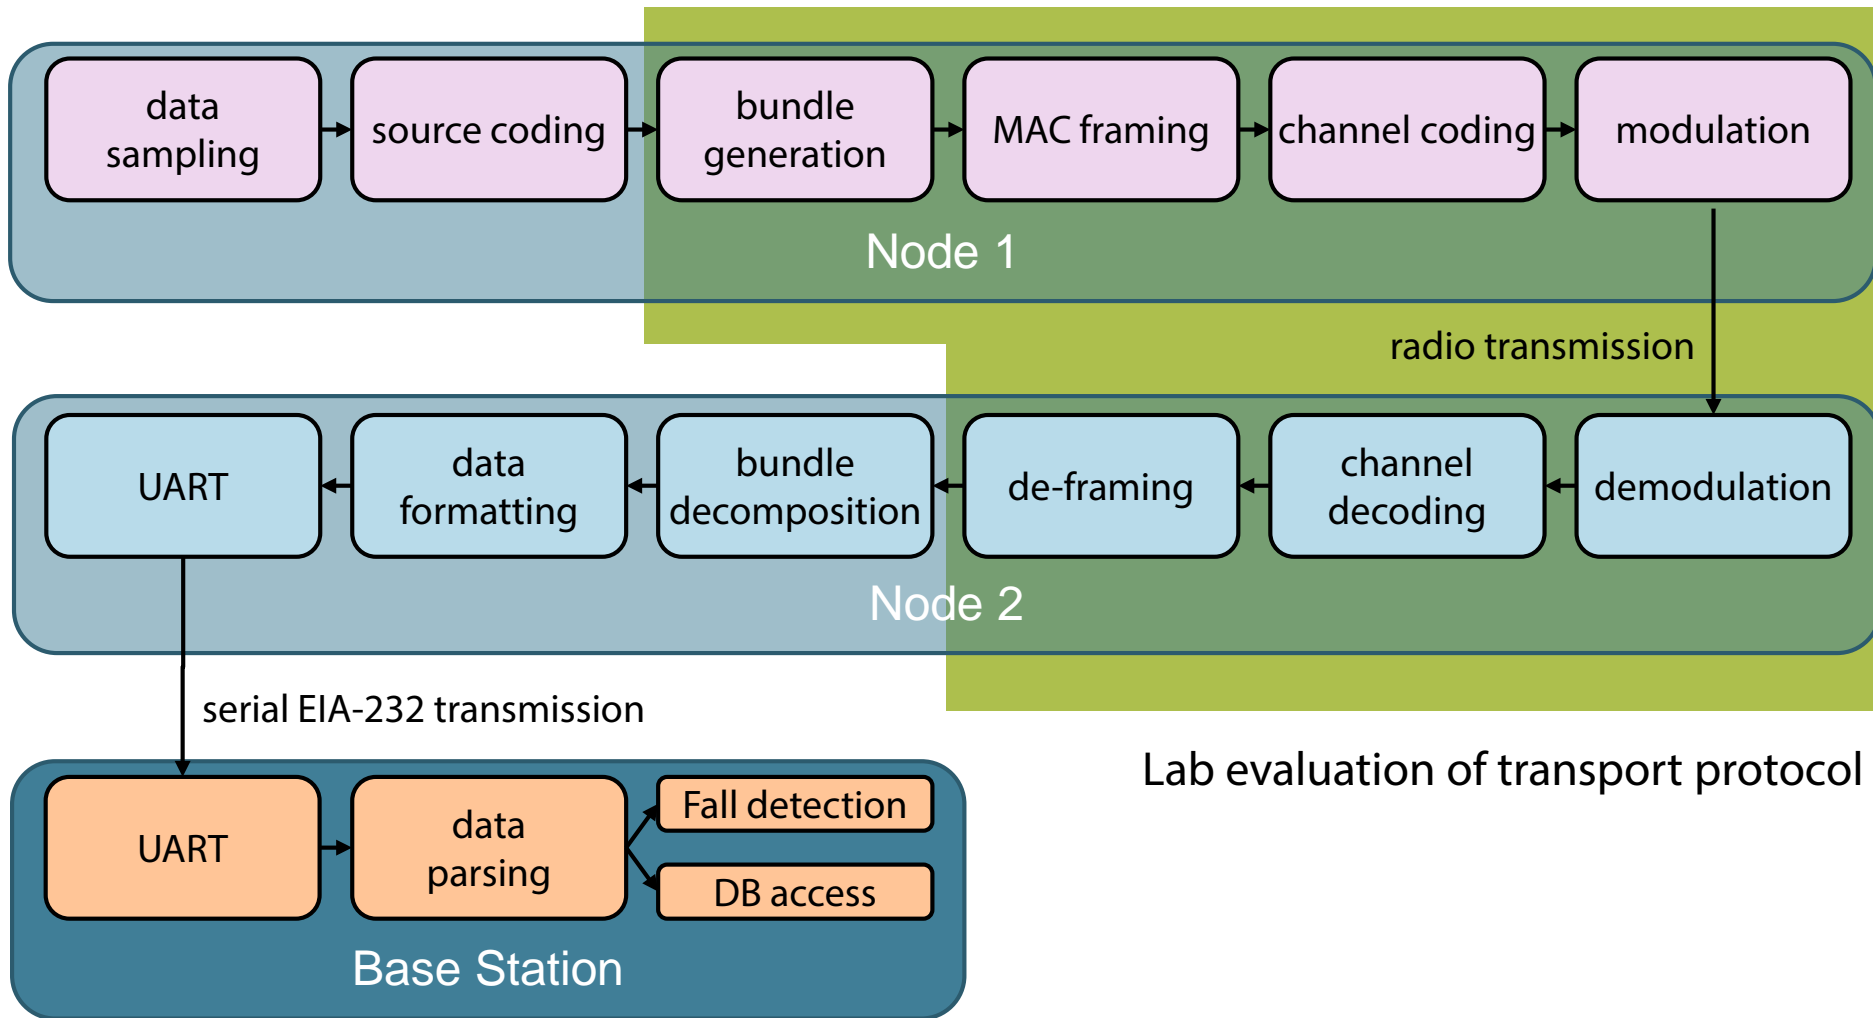 data
sampling
source coding
bundle
generation
MAC framing
channel coding
modulation
Node 1
radio transmission
UART
data
formatting
bundle
decomposition
de-framing
channel
decoding
demodulation
Node 2
serial EIA-232 transmission
Lab evaluation of transport protocol
UART
data
parsing
Fall detection
DB access
Base Station